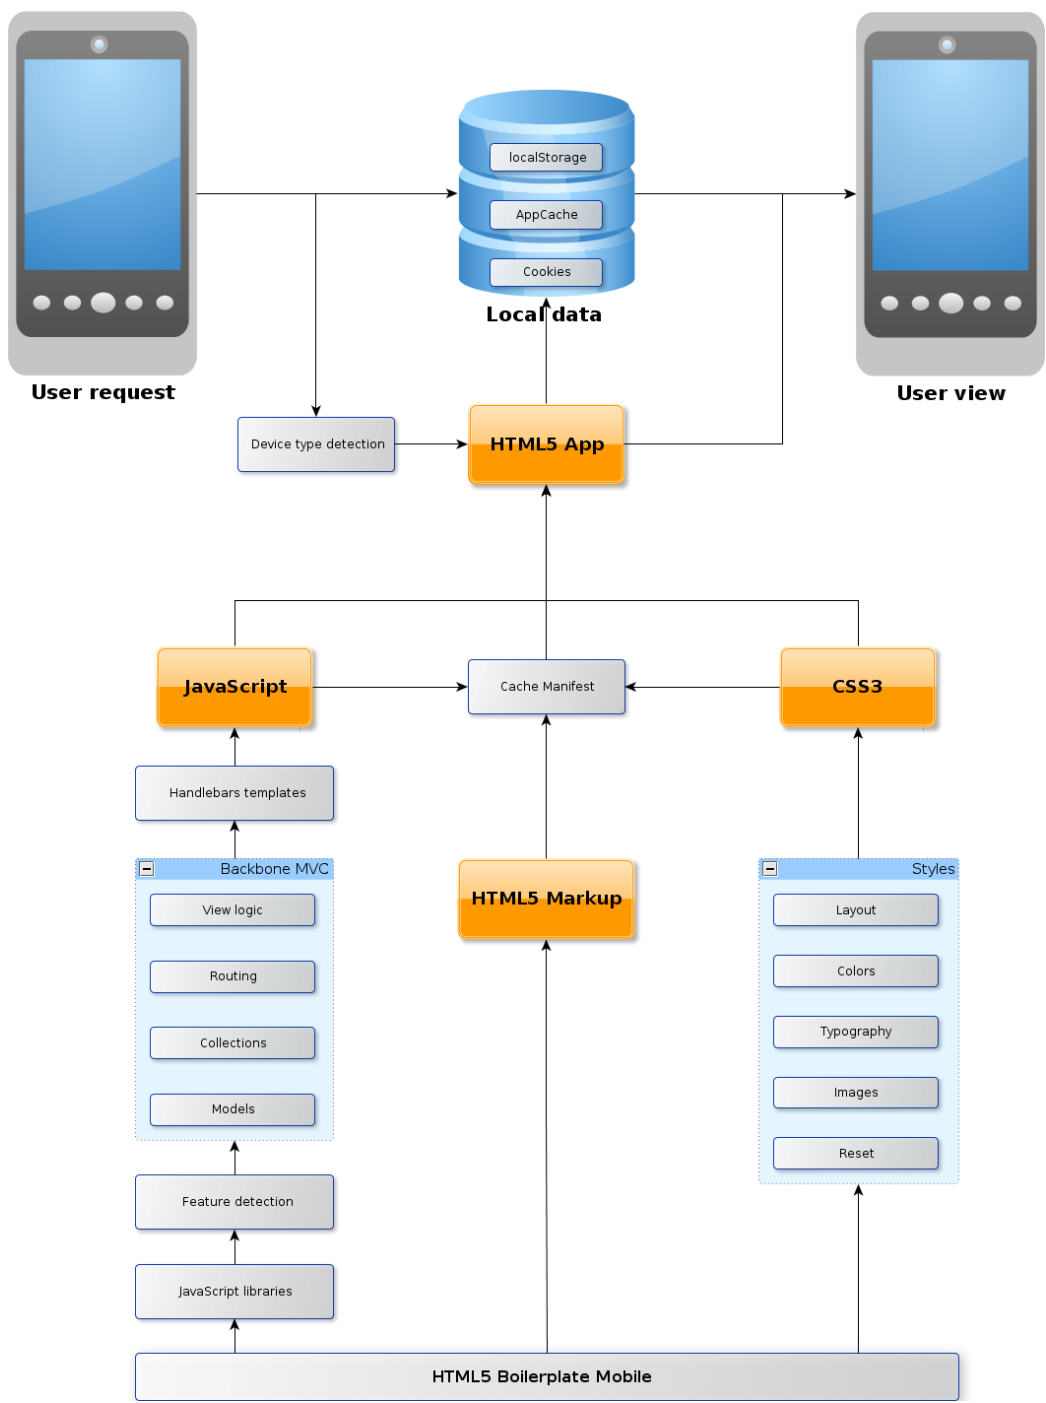 localStorage
AppCache
Cookies
Local data
User request
User view
Device type detection
HTML5 App
JavaScript
Cache Manifest
CSS3
Handlebars templates
Backbone MVC
View logic
Routing
Collections
Models
HTML5 Markup
Styles
Layout
Colors
Typography
Images
Reset
Feature detection
JavaScript libraries
HTML5 Boilerplate Mobile